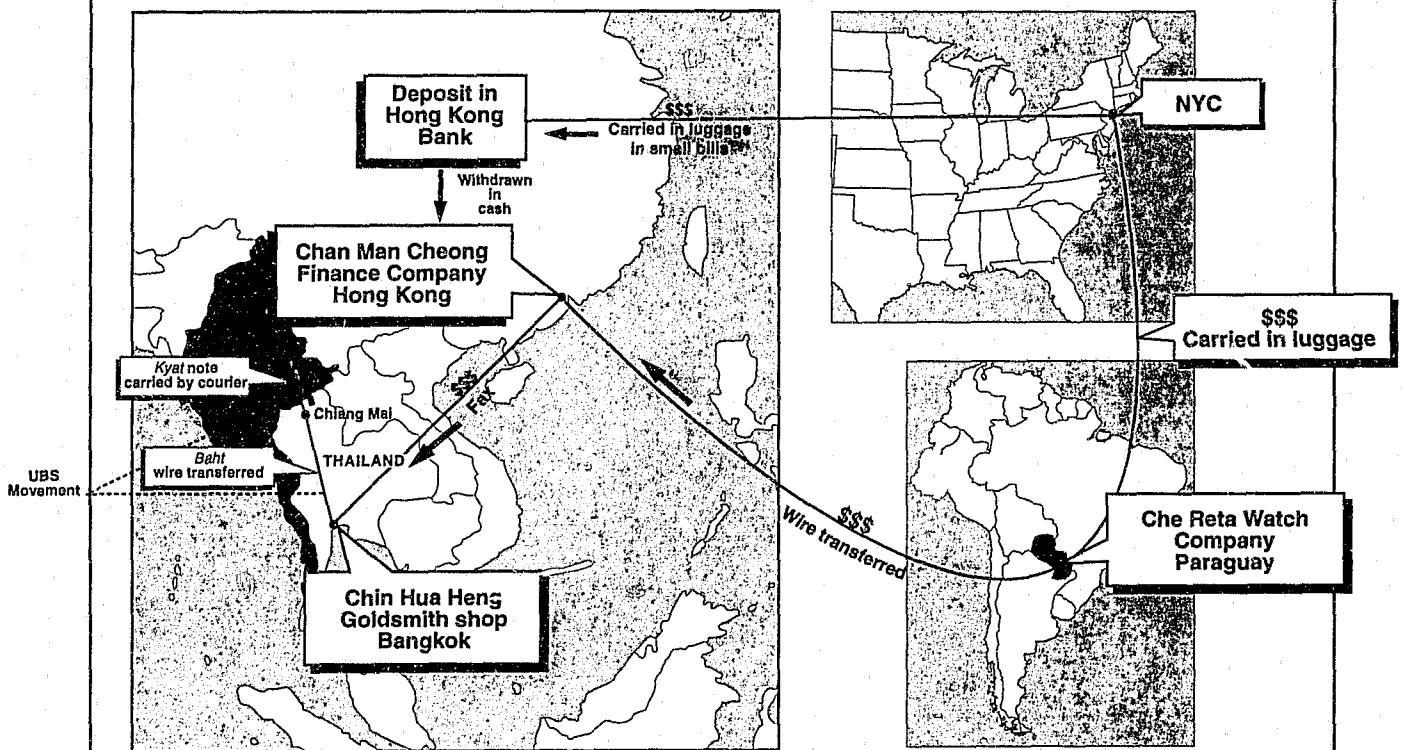 Deposit in
Hong Kong
Bank
$$$
Carried in luggage
in small bills
NYC
Withdrawn
in
cash
Chan Man Cheong
Finance Company
Hong Kong
$$$
Carried in luggage
Kyat note
carried by courier
$$$
Fax
Chiang Mai
Baht
wire transferred
THAILAND
UBS
Movement
$$$
Wire transferred
Che Reta Watch
Company
Paraguay
Chin Hua Heng
Goldsmith shop
Bangkok